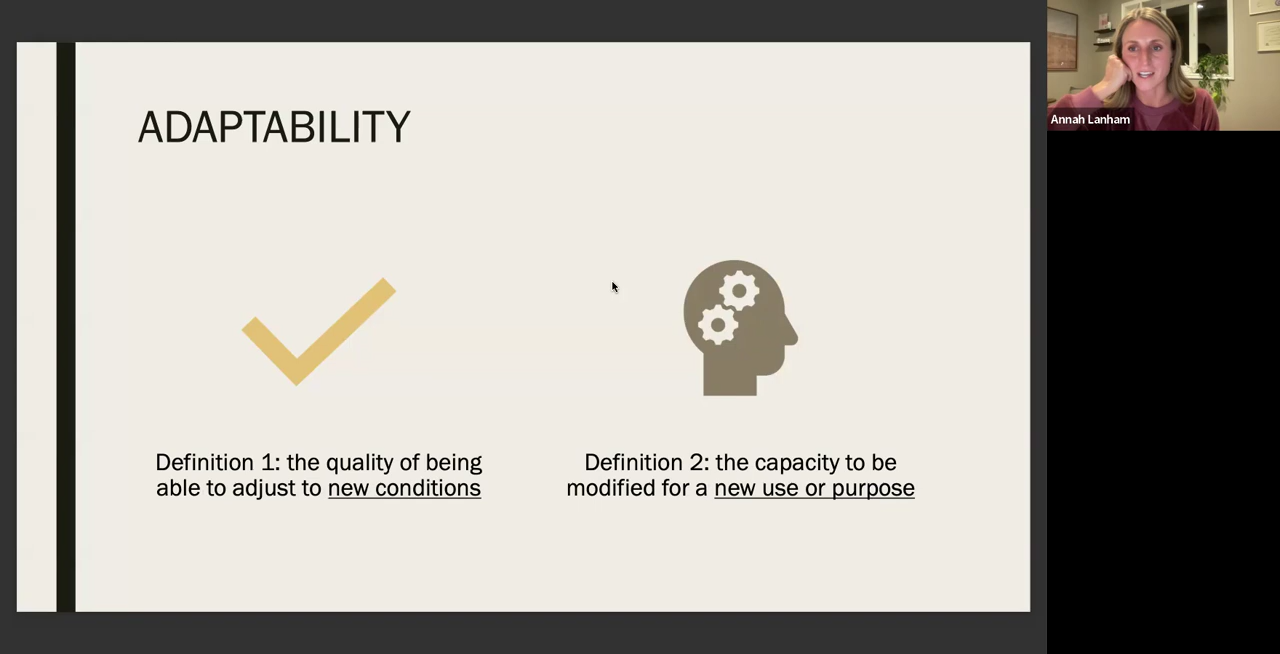 ADAPTABILITY
Definition 1: the quality of being
able to adjust to new conditions
Definition 2: the capacity to be
modified for a new use or purpose
Annah Lanham